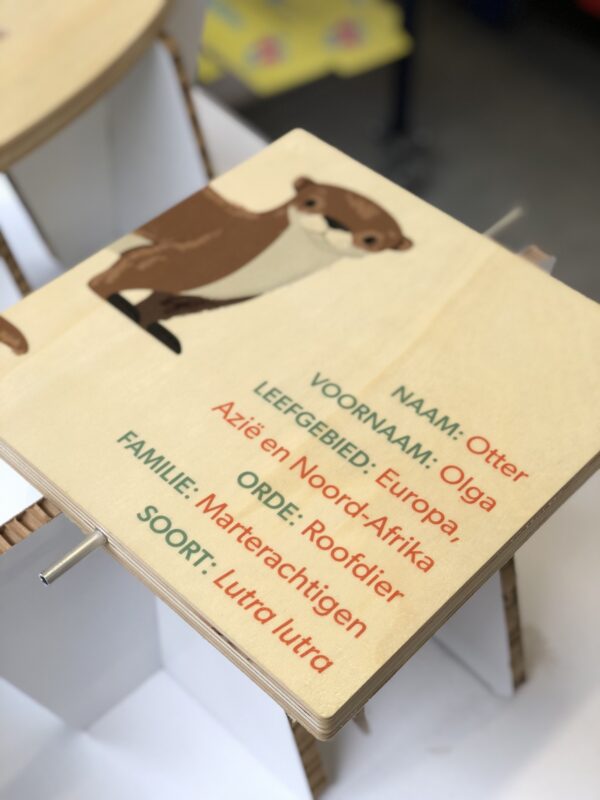 NAAM: Otter
VOORNAAM: Olga
LEEFGEBIED: Europa,
Azië en Noord-Afrika
ORDE: Roofdier
FAMILIE: Marterachtigen
SOORT: Lutra lutra